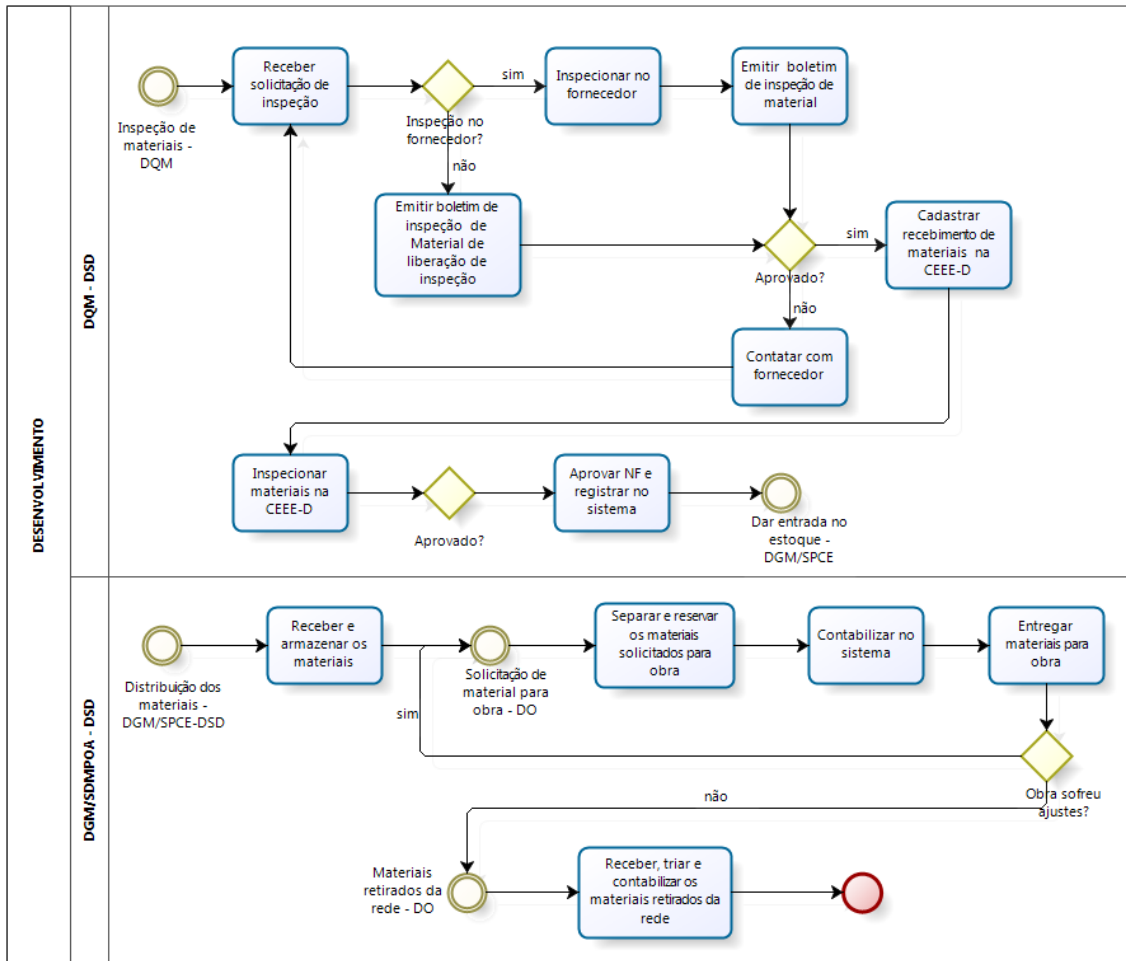 DESENVOLVIMENTO
DQM - DSD
Inspeção de
materiais -
DQM
Receber
solicitação de
inspeção
Inspeção no
fornecedor?
sim
Inspecionar no
fornecedor
Emitir boletim
de inspeção de
material
não
Emitir boletim de
inspeção de
Material de
liberação de
inspeção
Aprovado?
sim
Cadastrar
recebimento de
materiais na
CEEE-D
não
Contatar com
fornecedor
Inspecionar
materiais na
CEEE-D
Aprovado?
Aprovar NF e
registrar no
sistema
Dar entrada no
estoque -
DGM/SPCE
DGM/SDMPOA - DSD
Distribuição dos
materiais -
DGM/SPCE-DSD
Receber e
armazenar os
materiais
Solicitação de
material para
obra - DO
Separar e reservar
os materiais
solicitados para
obra
Contabilizar no
sistema
Entregar
materiais para
obra
sim
Obra sofreu
ajustes?
não
Materiais
retirados da
rede - DO
Receber, triar e
contabilizar os
materiais retirados da
rede